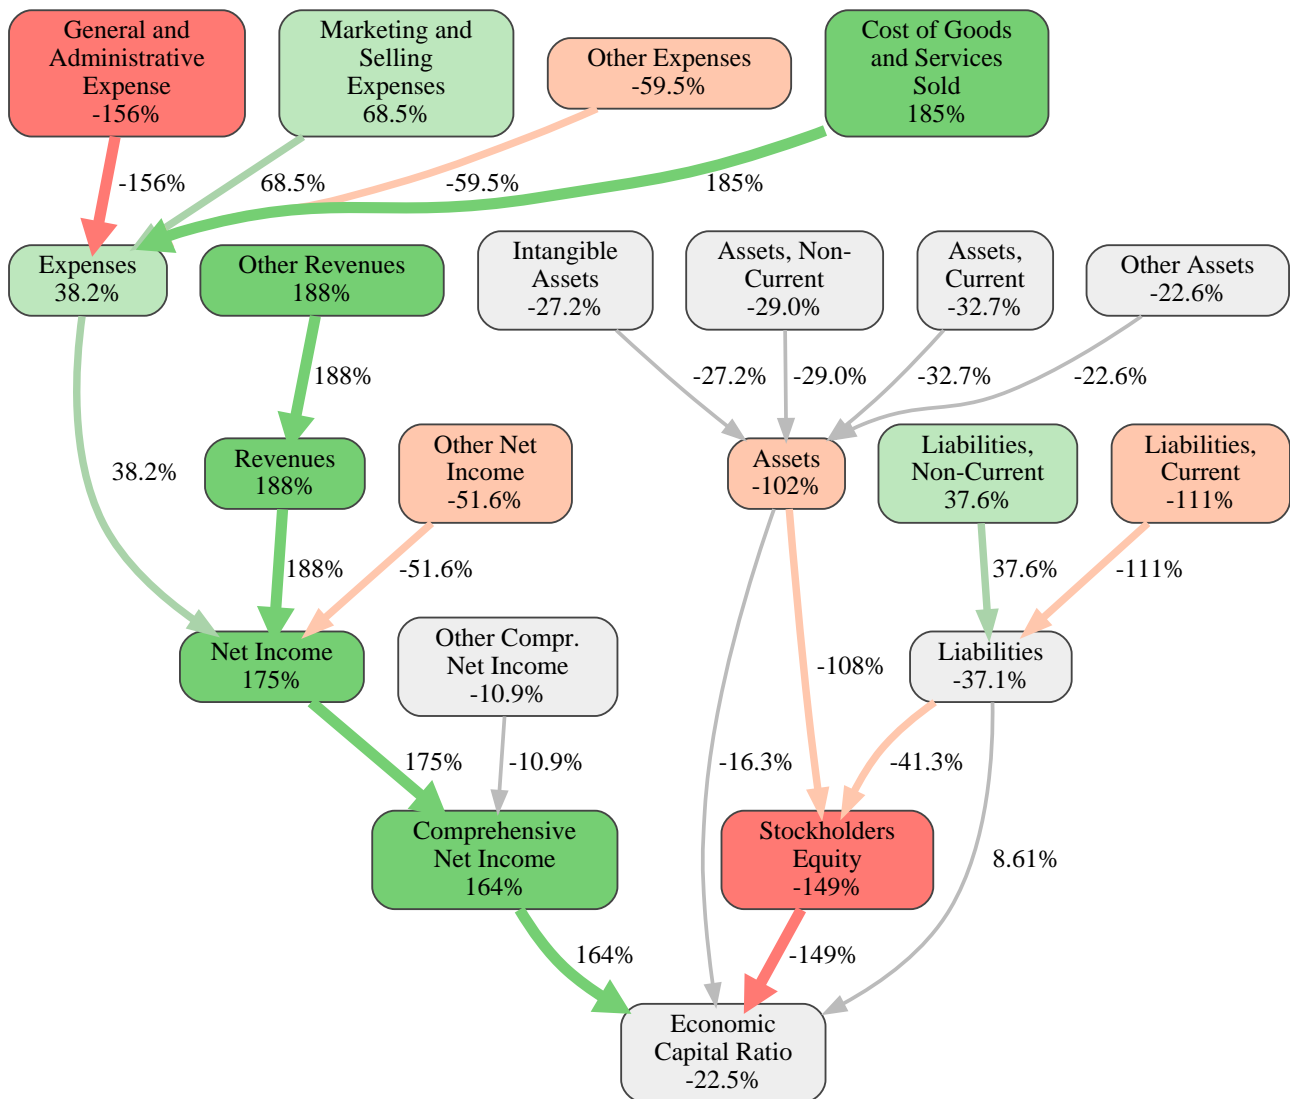 General and
Administrative
Expense
-156%
Marketing and
Selling
Expenses
68.5%
Other Expenses
-59.5%
Cost of Goods
and Services
Sold
185%
-156%
68.5%
-59.5%
185%
Expenses
38.2%
Other Revenues
188%
Intangible
Assets
-27.2%
Assets, Non-
Current
-29.0%
Assets,
Current
-32.7%
Other Assets
-22.6%
188%
-27.2%
-29.0%
-32.7%
-22.6%
38.2%
Revenues
188%
Other Net
Income
-51.6%
Assets
-102%
Liabilities,
Non-Current
37.6%
Liabilities,
Current
-111%
188%
-51.6%
37.6%
-111%
Net Income
175%
Other Compr.
Net Income
-10.9%
-108%
Liabilities
-37.1%
175%
-10.9%
-16.3%
-41.3%
Comprehensive
Net Income
164%
Stockholders
Equity
-149%
8.61%
164%
-149%
Economic
Capital Ratio
-22.5%